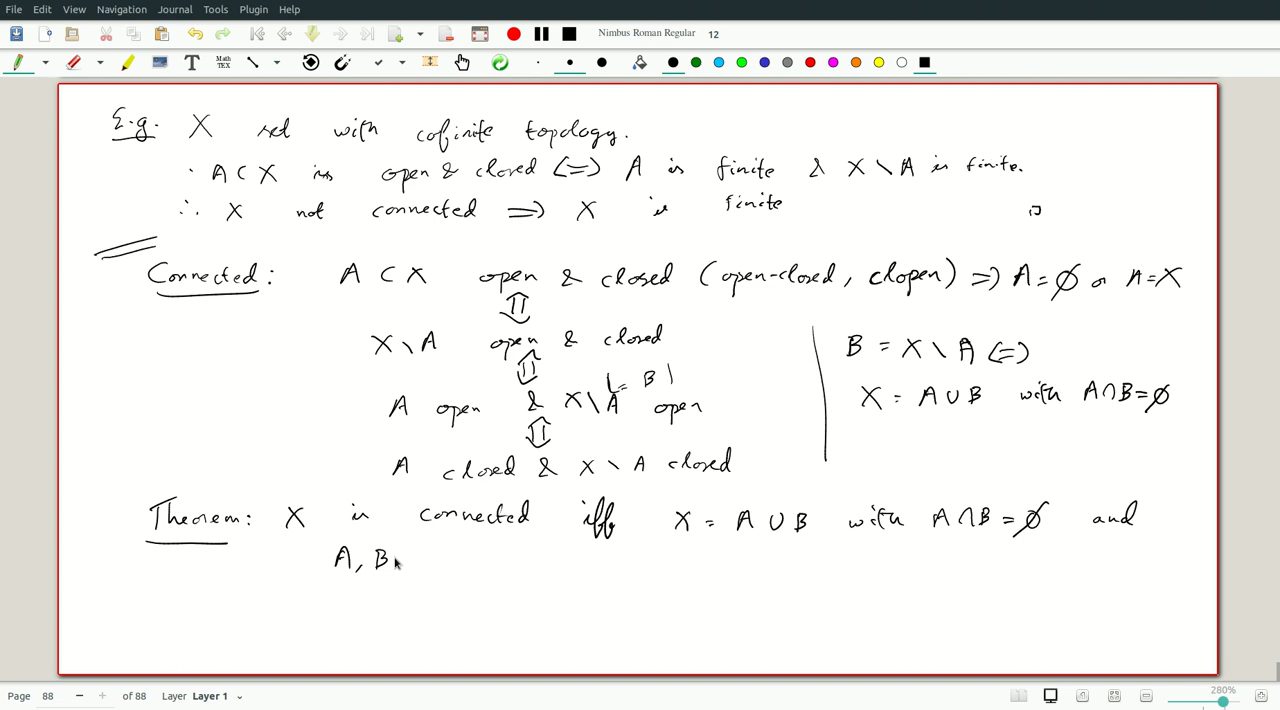 File Edit View Navigation Journal Tools Plugin Help
Nimbus Roman Regular 12
T Math TEX
E.g. X set with cofinite topology.
· A ⊂ X is open & closed (=) A is finite & X \ A is finite.
∴ X not connected => X is finite □
Connected: A ⊂ X open & closed (open-closed, clopen) => A = ∅ or A = X
⇕
X \ A open & closed
⇕
(= B)
A open & X \ A open
⇕
A closed & X \ A closed
B = X \ A (=)
X = A ∪ B with A ∩ B = ∅
Theorem: X is connected iff X = A ∪ B with A ∩ B = ∅ and
A, B
Page 88 − + of 88 Layer Layer 1 280%